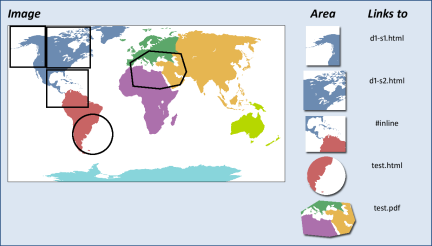 Image
Area
Links to
d1-s1.html
d1-s2.html
#inline
test.html
test.pdf